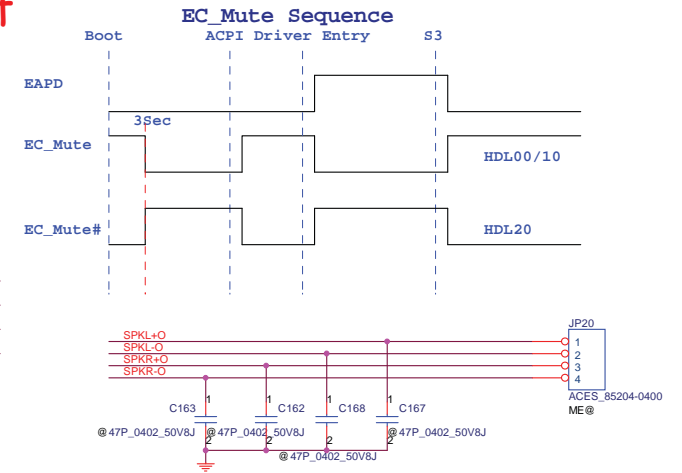 EC_Mute Sequence
Boot ACPI Driver Entry S3
EAPD
3Sec
EC_Mute
HDL00/10
EC_Mute#
HDL20
JP20
SPKL+O
SPKL-O
SPKR+O
SPKR-O
1
2
3
4
ACES_85204-0400
ME@
1 1 1 1
C163 C162 C168 C167
@47P_0402_50V8J @47P_0402_50V8J @47P_0402_50V8J
2 2 2 2
@47P_0402_50V8J